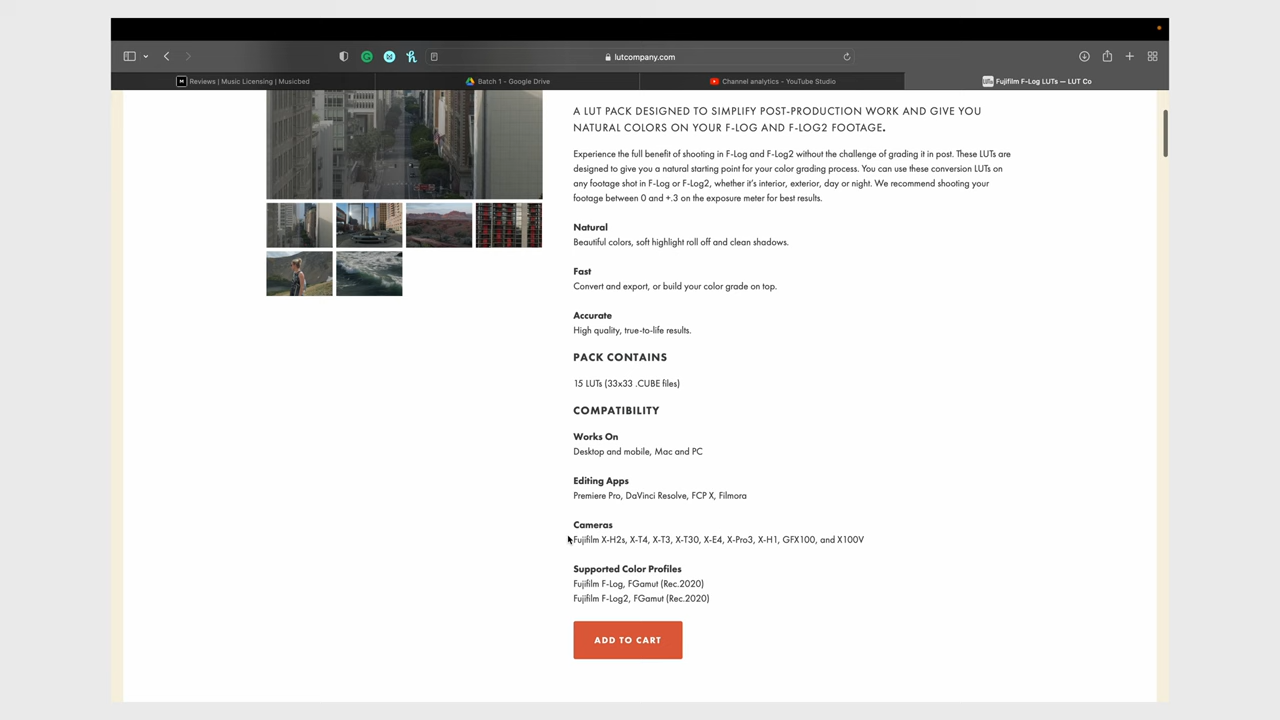 lutcompany.com
Reviews | Music Licensing | Musicbed
Batch 1 - Google Drive
Channel analytics - YouTube Studio
Fujifilm F-Log LUTs — LUT Co
A LUT PACK DESIGNED TO SIMPLIFY POST-PRODUCTION WORK AND GIVE YOU
NATURAL COLORS ON YOUR F-LOG AND F-LOG2 FOOTAGE.
Experience the full benefit of shooting in F-Log and F-Log2 without the challenge of grading it in post. These LUTs are
designed to give you a natural starting point for your color grading process. You can use these conversion LUTs on
any footage shot in F-Log or F-Log2, whether it's interior, exterior, day or night. We recommend shooting your
footage between 0 and +.3 on the exposure meter for best results.
Natural
Beautiful colors, soft highlight roll off and clean shadows.
Fast
Convert and export, or build your color grade on top.
Accurate
High quality, true-to-life results.
PACK CONTAINS
15 LUTs (33x33 .CUBE files)
COMPATIBILITY
Works On
Desktop and mobile, Mac and PC
Editing Apps
Premiere Pro, DaVinci Resolve, FCP X, Filmora
Cameras
Fujifilm X-H2s, X-T4, X-T3, X-T30, X-E4, X-Pro3, X-H1, GFX100, and X100V
Supported Color Profiles
Fujifilm F-Log, FGamut (Rec.2020)
Fujifilm F-Log2, FGamut (Rec.2020)
ADD TO CART